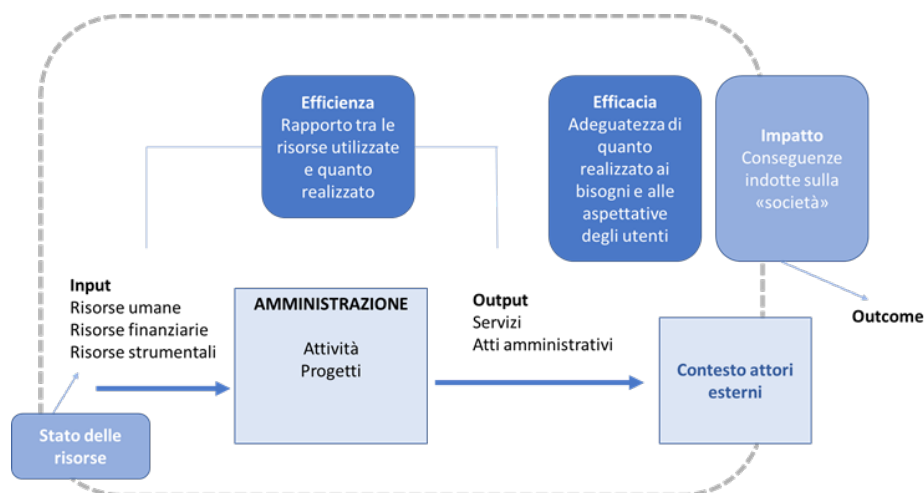 Efficienza
Rapporto tra le
risorse utilizzate
e quanto
realizzato
Efficacia
Adeguatezza di
quanto
realizzato ai
bisogni e alle
aspettative
degli utenti
Impatto
Conseguenze
indotte sulla
«società»
Input
Risorse umane
Risorse finanziarie
Risorse strumentali
AMMINISTRAZIONE
Attività
Progetti
Output
Servizi
Atti amministrativi
Outcome
Contesto attori
esterni
Stato delle
risorse